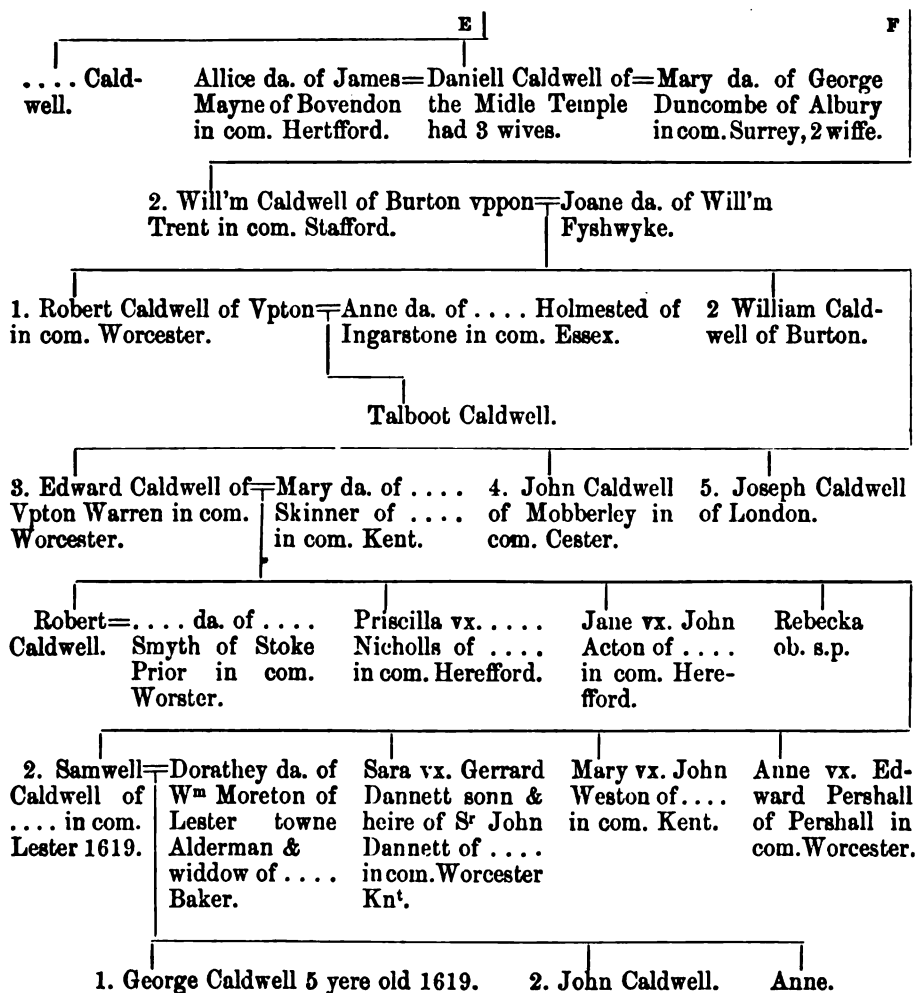 E F
. . . . Cald-
well.
Allice da. of James=Daniell Caldwell of=Mary da. of George
Mayne of Bovendon the Midle Temple Duncombe of Albury
in com. Hertfford. had 3 wives. in com. Surrey, 2 wiffe.
2. Will'm Caldwell of Burton vppon=Joane da. of Will'm
Trent in com. Stafford. Fyshwyke.
1. Robert Caldwell of Vpton=Anne da. of . . . . Holmested of
in com. Worcester. Ingarstone in com. Essex.
2 William Cald-
well of Burton.
Talboot Caldwell.
3. Edward Caldwell of=Mary da. of . . . .
Vpton Warren in com. Skinner of . . . .
Worcester. in com. Kent.
4. John Caldwell
of Mobberley in
com. Cester.
5. Joseph Caldwell
of London.
Robert=. . . . da. of . . . .
Caldwell. Smyth of Stoke
Prior in com.
Worster.
Priscilla vx. . . . .
Nicholls of . . . .
in com. Herefford.
Jane vx. John
Acton of . . . .
in com. Here-
fford.
Rebecka
ob. s.p.
2. Samwell=Dorathey da. of
Caldwell of Wm Moreton of
. . . . in com. Lester towne
Lester 1619. Alderman &
widdow of . . . .
Baker.
Sara vx. Gerrard
Dannett sonn &
heire of Sr John
Dannett of . . . .
in com. Worcester
Knt.
Mary vx. John
Weston of . . . .
in com. Kent.
Anne vx. Ed-
ward Pershall
of Pershall in
com. Worcester.
1. George Caldwell 5 yere old 1619. 2. John Caldwell. Anne.